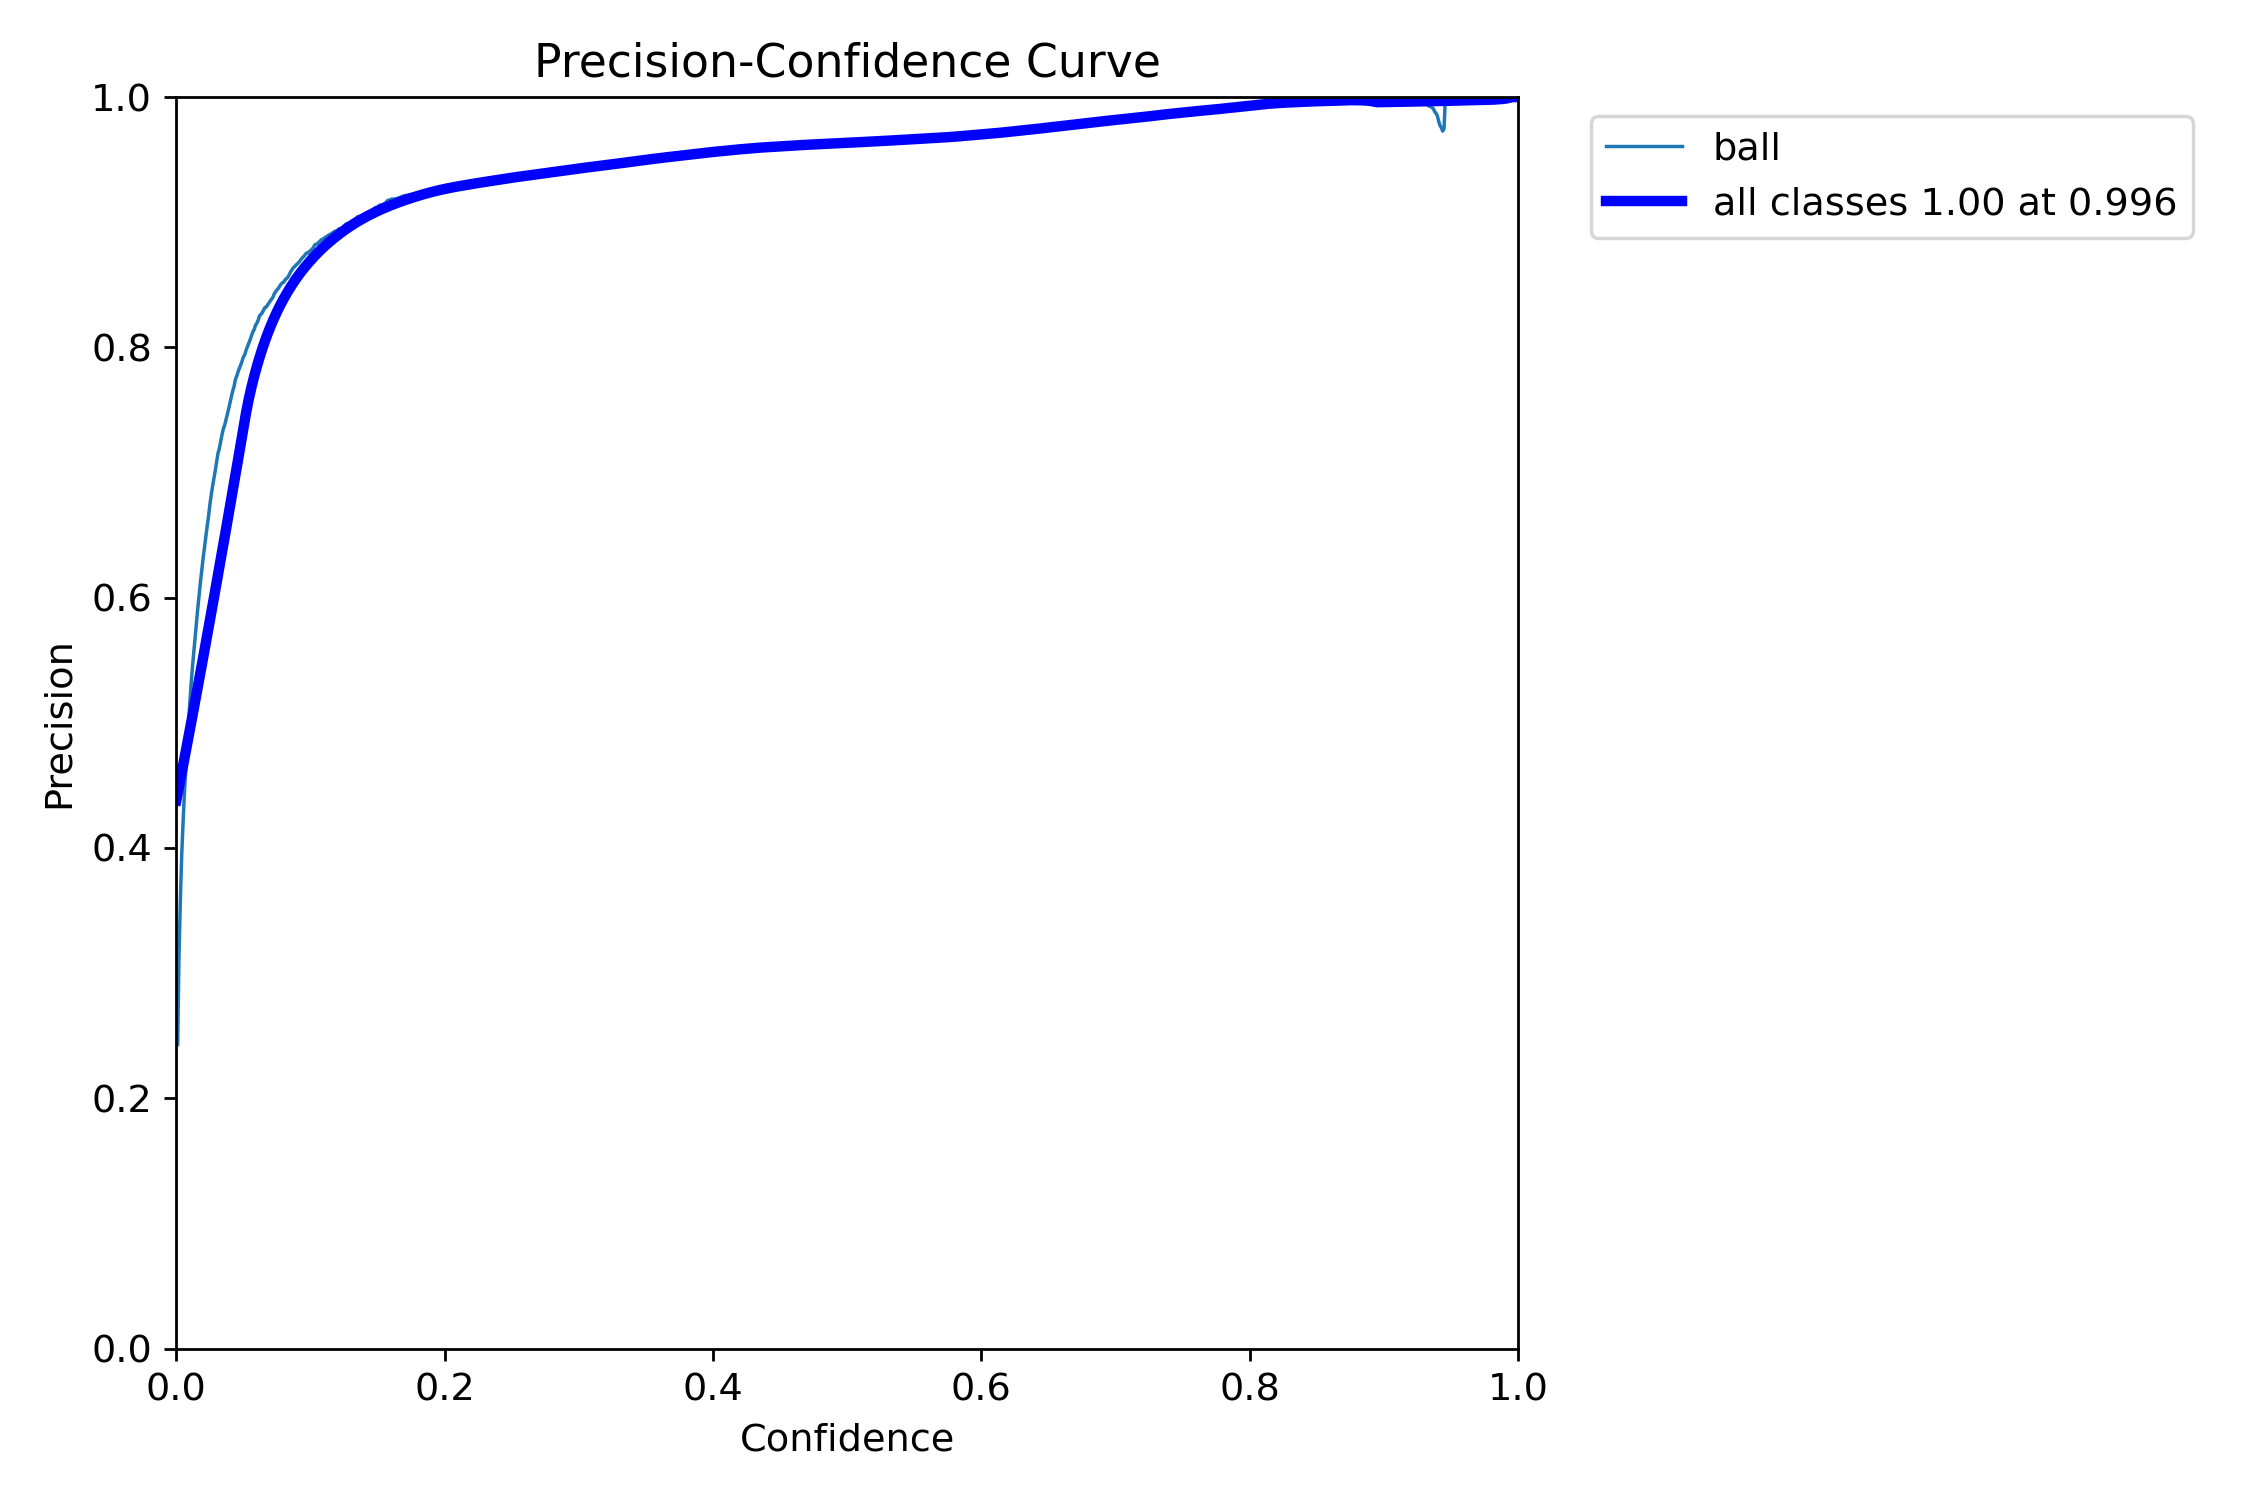 Precision-Confidence Curve
1.0
0.8
0.6
0.4
0.2
0.0
Precision
0.0 0.2 0.4 0.6 0.8 1.0
Confidence
ball
all classes 1.00 at 0.996